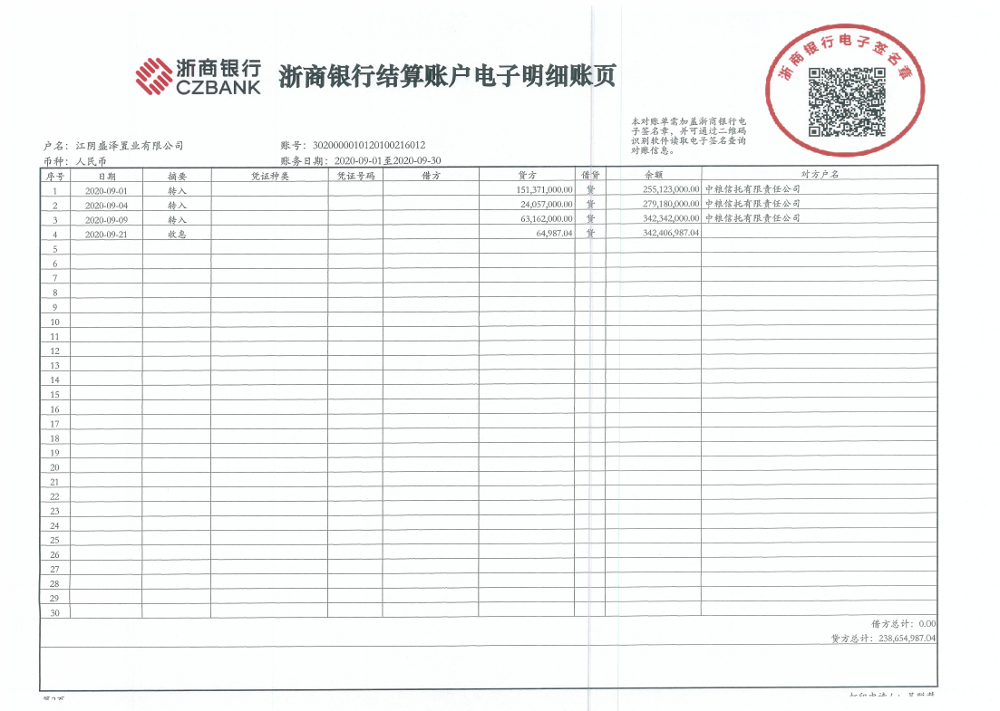 浙商银行电子签名章
浙商银行
CZBANK
浙商银行结算账户电子明细账页
本对账单需加盖浙商银行电
子签名章，并可通过二维码
识别软件读取电子签名查询
对账信息。
户名：江阴盛泽置业有限公司 账号：3020000010120100216012
币种：人民币 账务日期：2020-09-01至2020-09-30
序号 日期 摘要 凭证种类 凭证号码 借方 贷方 借贷 余额 对方户名
1 2020-09-01 转入 151,371,000.00 贷 255,123,000.00 中粮信托有限责任公司
2 2020-09-04 转入 24,057,000.00 贷 279,180,000.00 中粮信托有限责任公司
3 2020-09-09 转入 63,162,000.00 贷 342,342,000.00 中粮信托有限责任公司
4 2020-09-21 收息 64,987.04 贷 342,406,987.04
5
6
7
8
9
10
11
12
13
14
15
16
17
18
19
20
21
22
23
24
25
26
27
28
29
30
借方总计：0.00
贷方总计：238,654,987.04